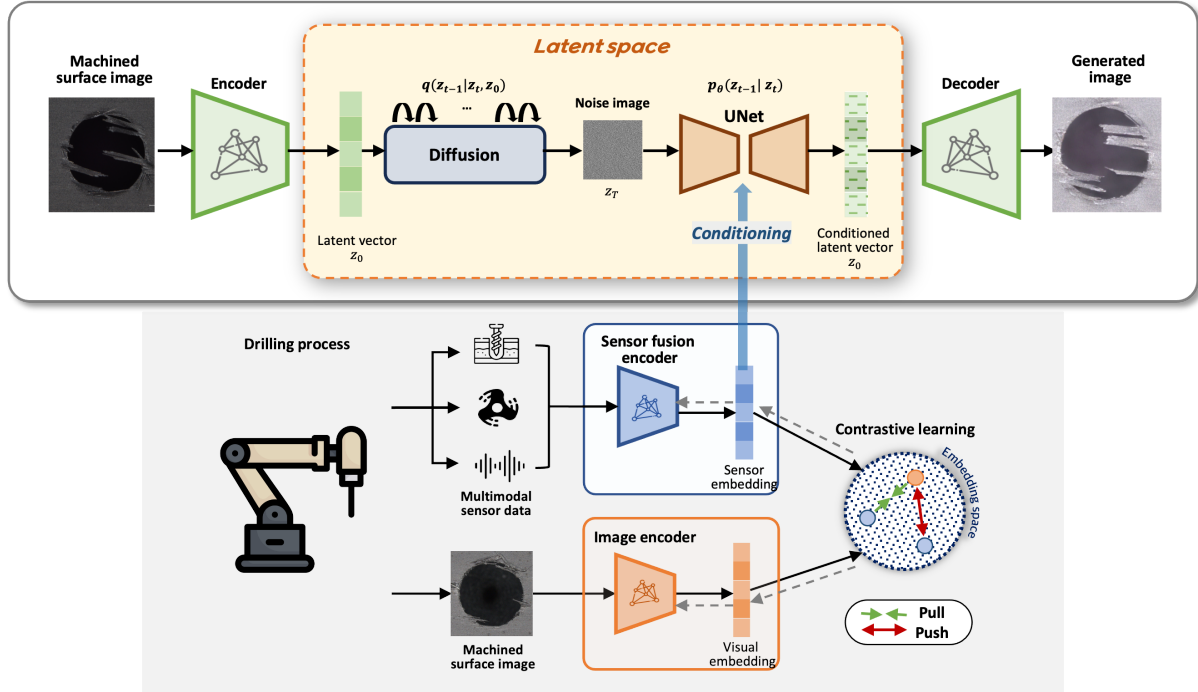 Latent space
Machined
surface image
Encoder
q(z_{t−1}|z_t, z_0)
...
Diffusion
Noise image
z_T
p_θ(z_{t−1}| z_t)
UNet
Decoder
Generated
image
Latent vector
z_0
Conditioning
Conditioned
latent vector
z_0
Drilling process
Multimodal
sensor data
Sensor fusion
encoder
Sensor
embedding
Contrastive learning
Embedding space
Machined
surface image
Image encoder
Visual
embedding
Pull
Push